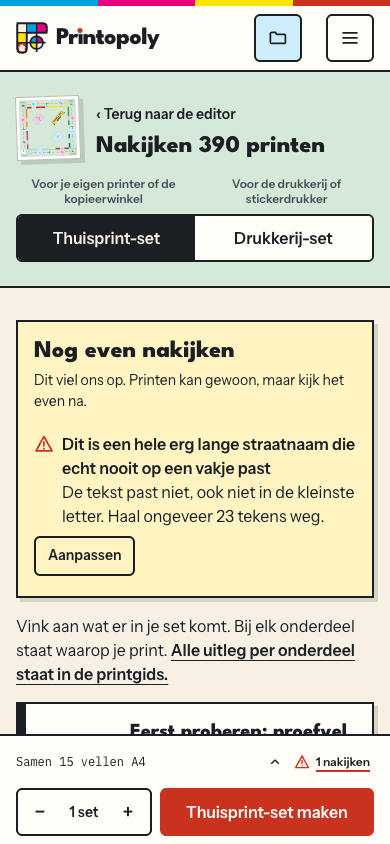 Printopoly
‹ Terug naar de editor
Nakijken 390 printen
Voor je eigen printer of de
kopieerwinkel
Voor de drukkerij of
stickerdrukker
Thuisprint-set
Drukkerij-set
Nog even nakijken
Dit viel ons op. Printen kan gewoon, maar kijk het
even na.
Dit is een hele erg lange straatnaam die
echt nooit op een vakje past
De tekst past niet, ook niet in de kleinste
letter. Haal ongeveer 23 tekens weg.
Aanpassen
Vink aan wat er in je set komt. Bij elk onderdeel
staat waarop je print. Alle uitleg per onderdeel
staat in de printgids.
Eerst proberen: proefvel
Samen 15 vellen A4
1 nakijken
− 1 set +
Thuisprint-set maken